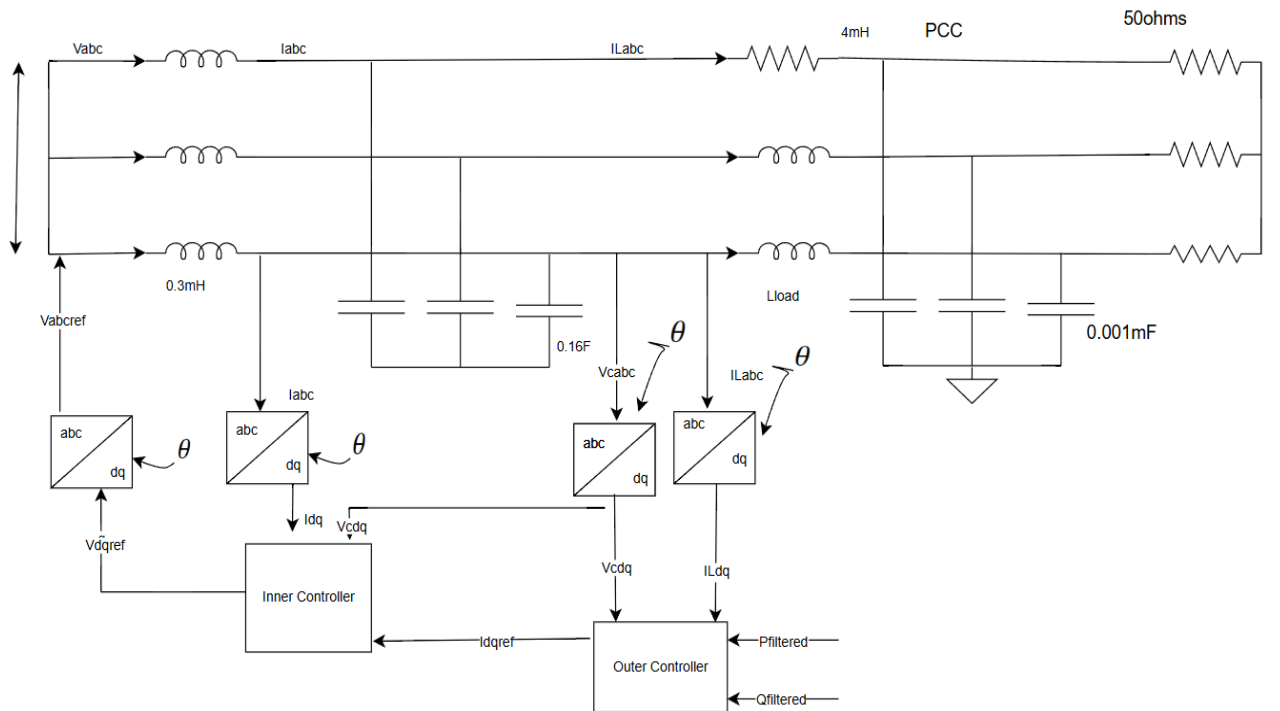 50ohms
4mH
PCC
Vabc
Iabc
ILabc
0.3mH
Lload
Vabcref
0.16F
0.001mF
θ
Vcabc
θ
ILabc
Iabc
abc
dq
θ
abc
dq
θ
abc
dq
abc
dq
Idq
Vcdq
Vdqref
Vcdq
ILdq
Inner Controller
Idqref
Outer Controller
Pfiltered
Qfiltered